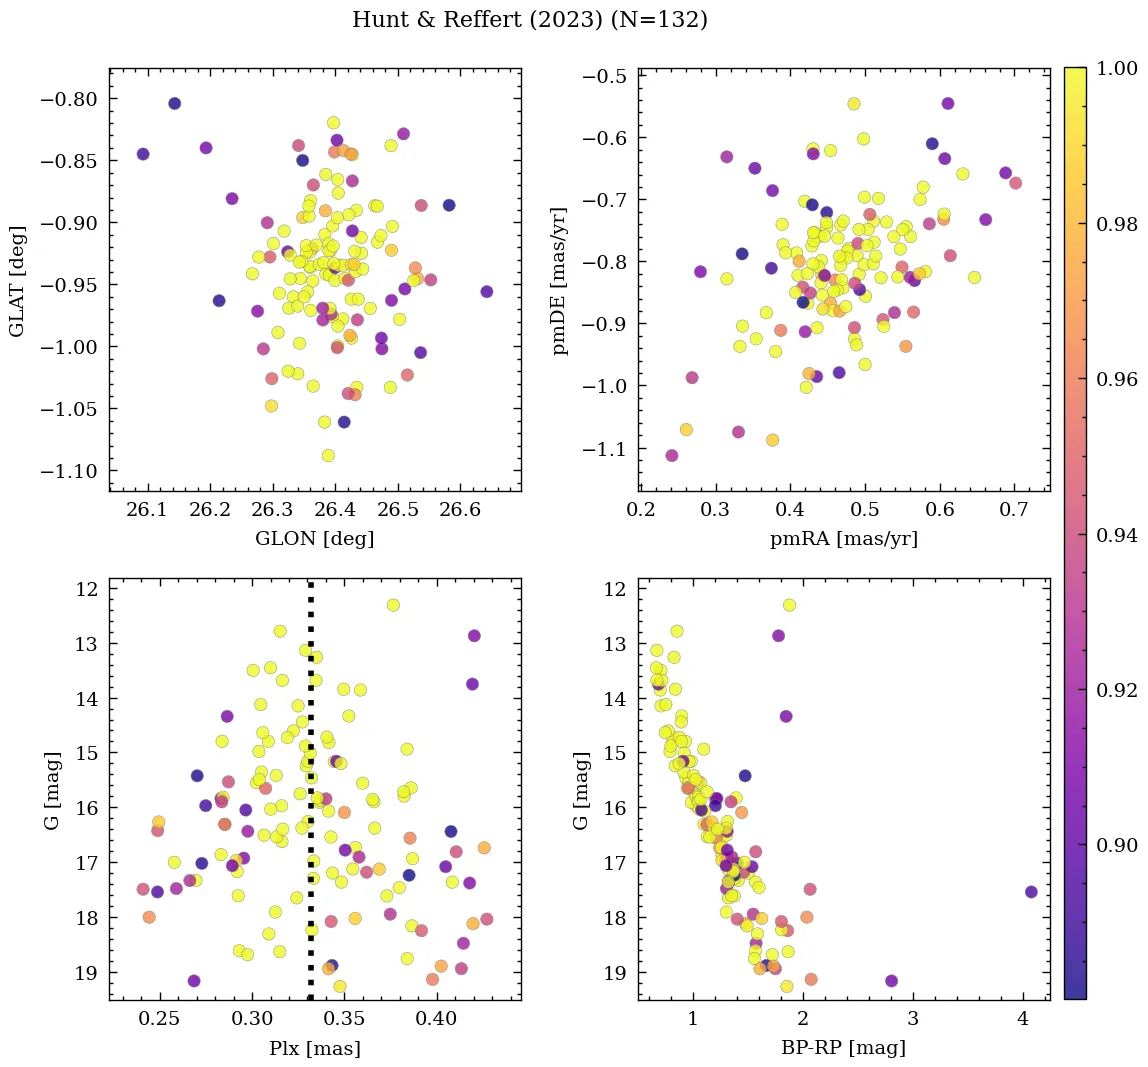 Hunt & Reffert (2023) (N=132)
−0.80
−0.85
−0.90
−0.95
−1.00
−1.05
−1.10
GLAT [deg]
26.1 26.2 26.3 26.4 26.5 26.6
GLON [deg]
−0.5
−0.6
−0.7
−0.8
−0.9
−1.0
−1.1
pmDE [mas/yr]
0.2 0.3 0.4 0.5 0.6 0.7
pmRA [mas/yr]
12
13
14
15
16
17
18
19
G [mag]
0.25 0.30 0.35 0.40
Plx [mas]
12
13
14
15
16
17
18
19
G [mag]
1 2 3 4
BP-RP [mag]
1.00
0.98
0.96
0.94
0.92
0.90